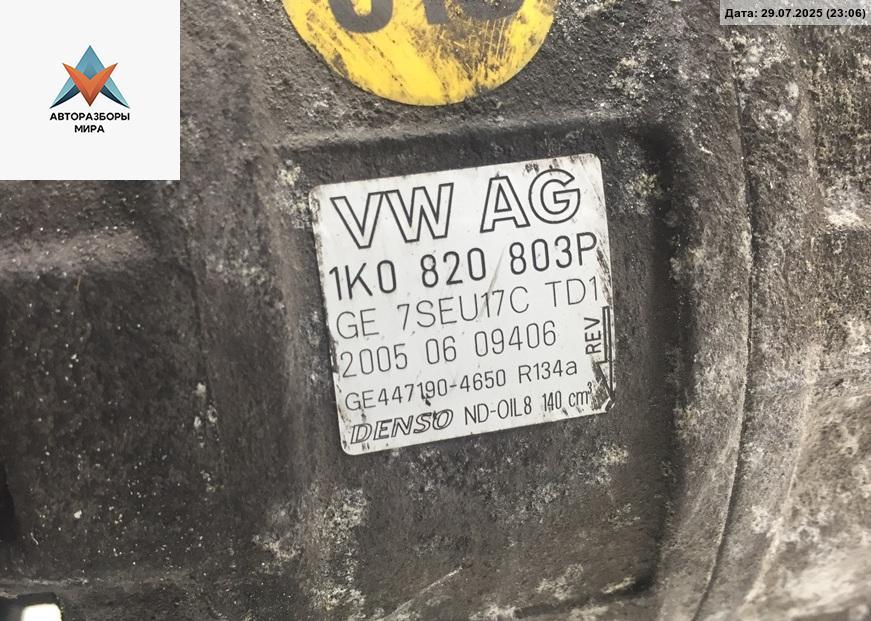 Дата: 29.07.2025 (23:06)
АВТОРАЗБОРЫ
МИРА
VW AG
1K0 820 803P
GE 7SEU17C TD1
2005 06 09406
REV
GE447190-4650 R134a
DENSO ND-OIL8 140 cm³